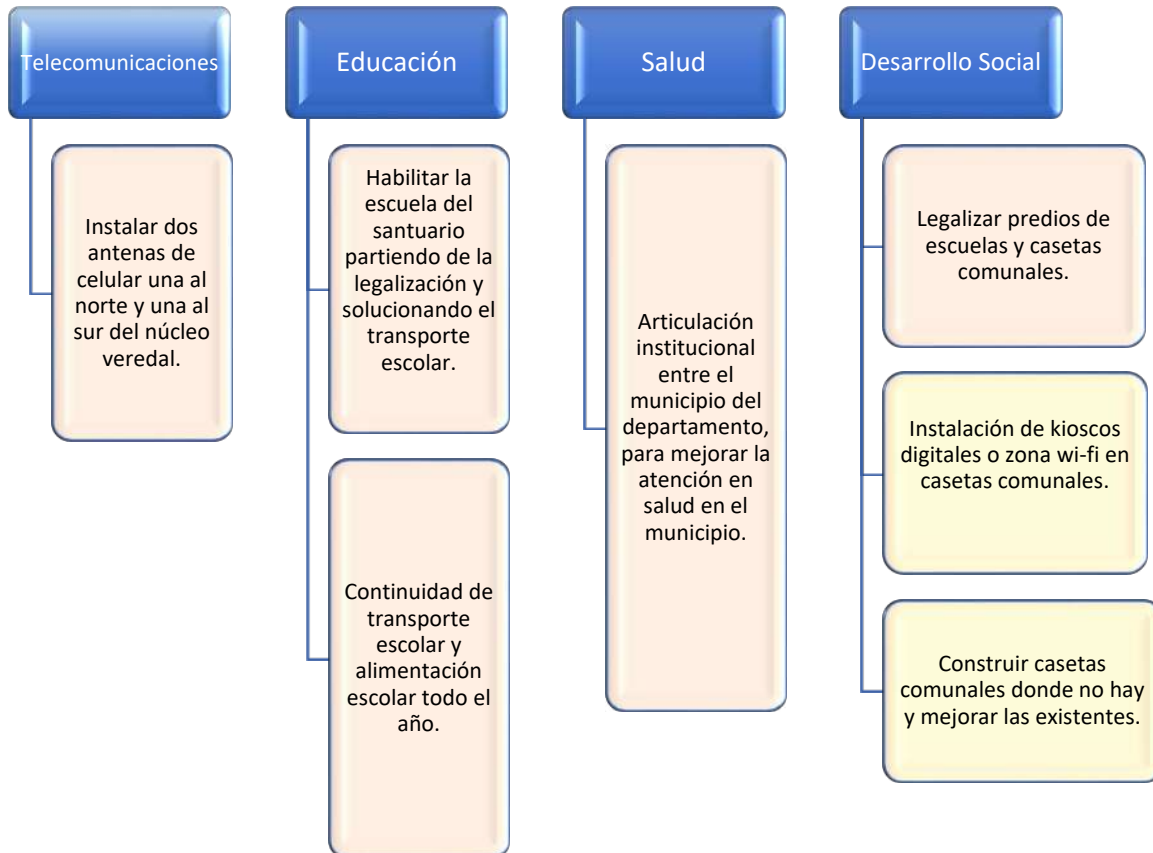 Telecomunicaciones
Instalar dos
antenas de
celular una al
norte y una al
sur del núcleo
veredal.
Educación
Habilitar la
escuela del
santuario
partiendo de la
legalización y
solucionando el
transporte
escolar.
Continuidad de
transporte
escolar y
alimentación
escolar todo el
año.
Salud
Articulación
institucional
entre el
municipio del
departamento,
para mejorar la
atención en
salud en el
municipio.
Desarrollo Social
Legalizar predios de
escuelas y casetas
comunales.
Instalación de kioscos
digitales o zona wi-fi en
casetas comunales.
Construir casetas
comunales donde no hay
y mejorar las existentes.